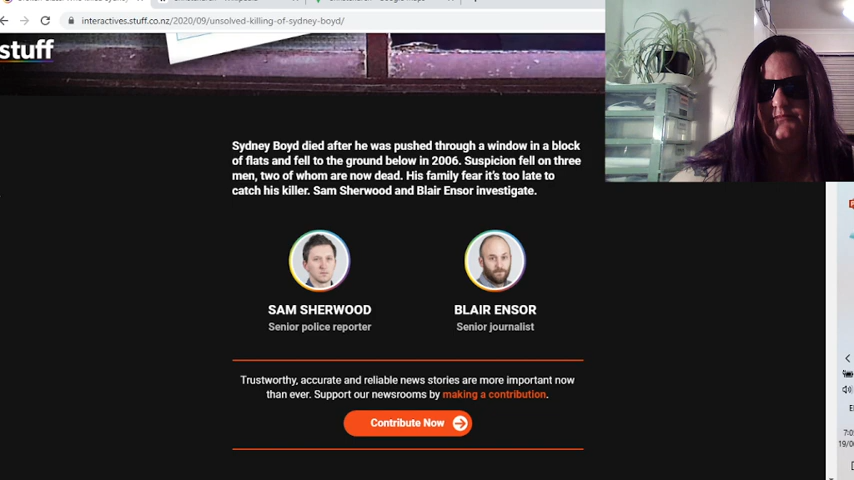 interactives.stuff.co.nz/2020/09/unsolved-killing-of-sydney-boyd/
stuff
Sydney Boyd died after he was pushed through a window in a block
of flats and fell to the ground below in 2006. Suspicion fell on three
men, two of whom are now dead. His family fear it's too late to
catch his killer. Sam Sherwood and Blair Ensor investigate.
SAM SHERWOOD
Senior police reporter
BLAIR ENSOR
Senior journalist
Trustworthy, accurate and reliable news stories are more important now
than ever. Support our newsrooms by making a contribution.
Contribute Now